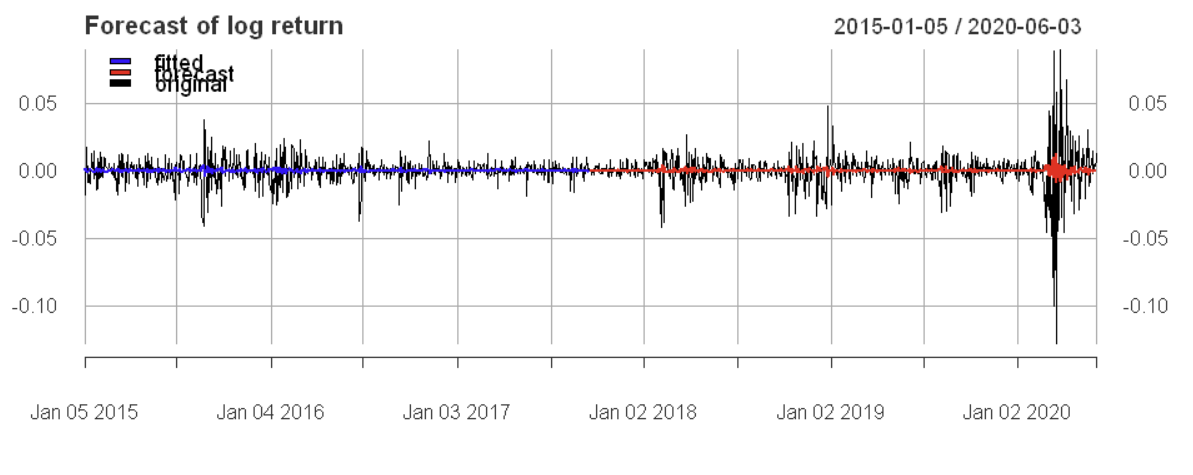 Forecast of log return
2015-01-05 / 2020-06-03
fitted
forecast
original
0.05
0.00
-0.05
-0.10
0.05
0.00
-0.05
-0.10
Jan 05 2015
Jan 04 2016
Jan 03 2017
Jan 02 2018
Jan 02 2019
Jan 02 2020